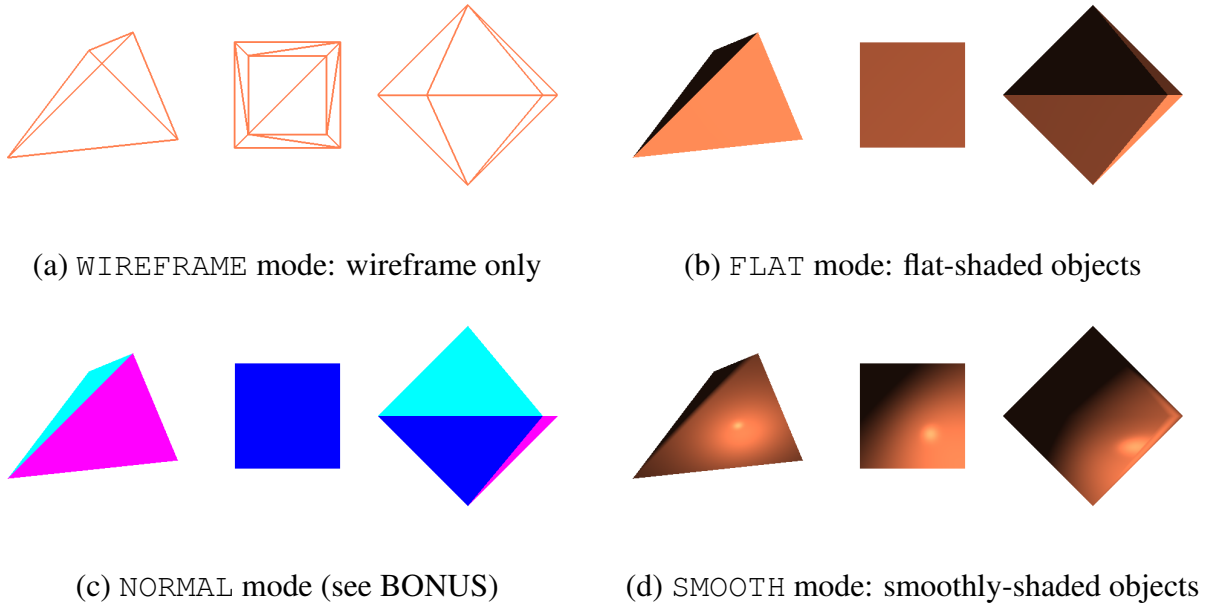 (a) WIREFRAME mode: wireframe only
(b) FLAT mode: flat-shaded objects
(c) NORMAL mode (see BONUS)
(d) SMOOTH mode: smoothly-shaded objects